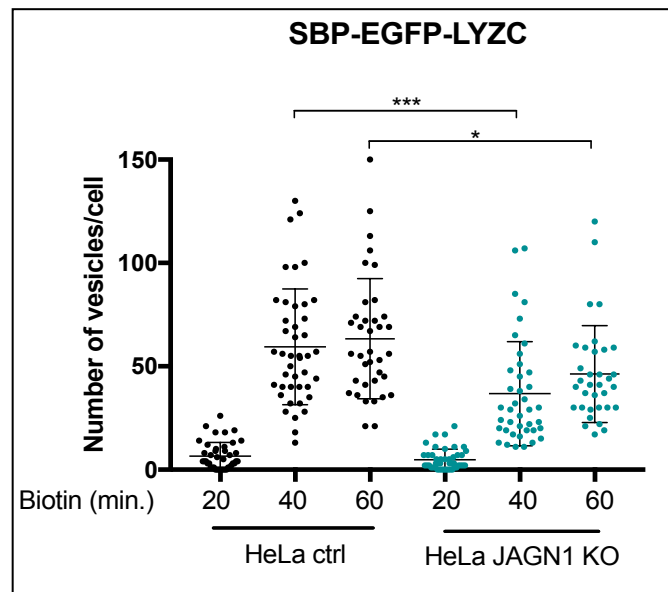 SBP-EGFP-LYZC
***
*
Number of vesicles/cell
150
100
50
0
Biotin (min.) 20 40 60 20 40 60
HeLa ctrl HeLa JAGN1 KO